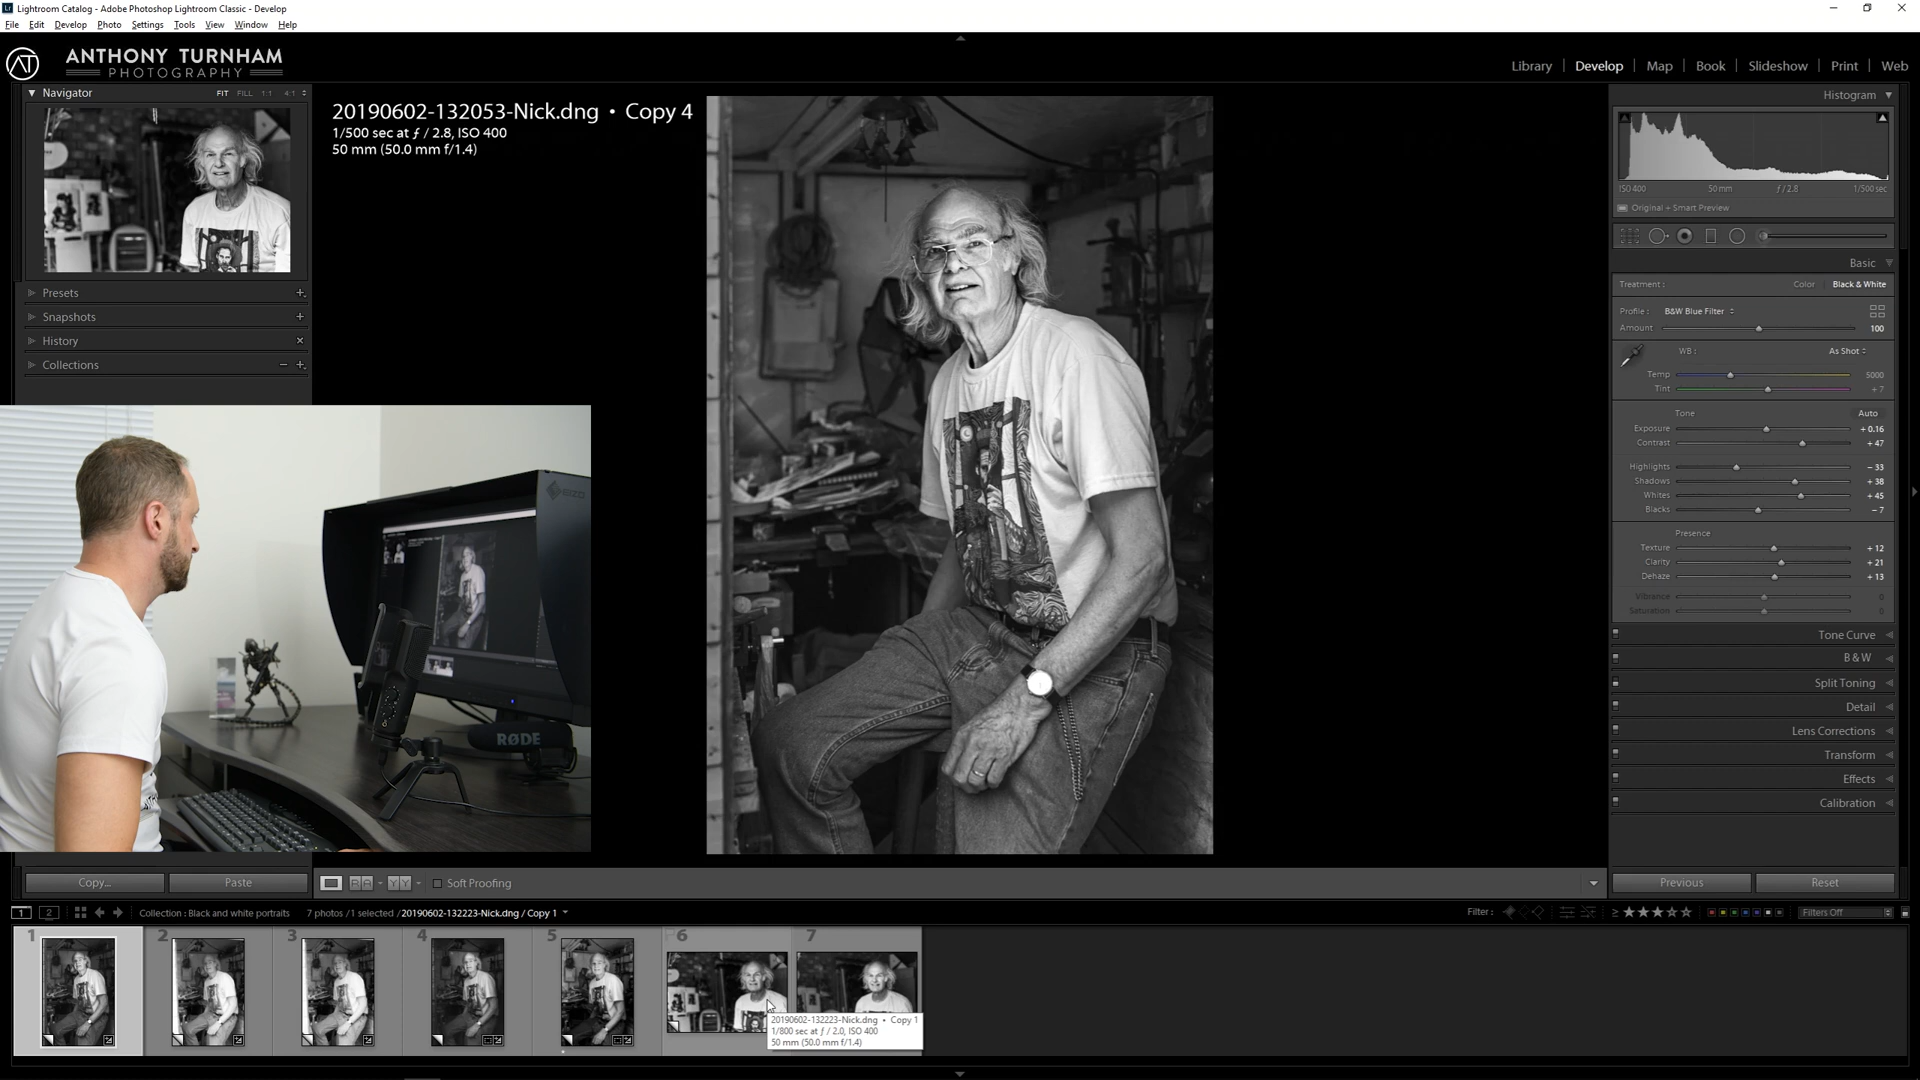 Lightroom Catalog - Adobe Photoshop Lightroom Classic - Develop
File Edit Develop Photo Settings Tools View Window Help
AT ANTHONY TURNHAM
PHOTOGRAPHY
Library | Develop | Map | Book | Slideshow | Print | Web
Navigator FIT FILL 1:1 4:1
Histogram
20190602-132053-Nick.dng • Copy 4
1/500 sec at ƒ / 2.8, ISO 400
50 mm (50.0 mm f/1.4)
ISO 400 50 mm ƒ / 2.8 1/500 sec
Original + Smart Preview
Basic
Treatment : Color Black & White
Profile : B&W Blue Filter
Amount 100
WB : As Shot
Temp 5000
Tint + 7
Tone Auto
Exposure + 0.16
Contrast + 47
Highlights − 33
Shadows + 38
Whites + 45
Blacks − 7
Presence
Texture + 12
Clarity + 21
Dehaze + 13
Vibrance 0
Saturation 0
Tone Curve
B & W
Split Toning
Detail
Lens Corrections
Transform
Effects
Calibration
Presets
Snapshots
History
Collections
EIZO
RØDE
Copy... Paste
Soft Proofing
Previous Reset
1 2 Collection : Black and white portraits 7 photos / 1 selected / 20190602-132223-Nick.dng / Copy 1
Filter : Filters Off
1 2 3 4 5 6 7
20190602-132223-Nick.dng • Copy 1
1/800 sec at ƒ / 2.0, ISO 400
50 mm (50.0 mm f/1.4)